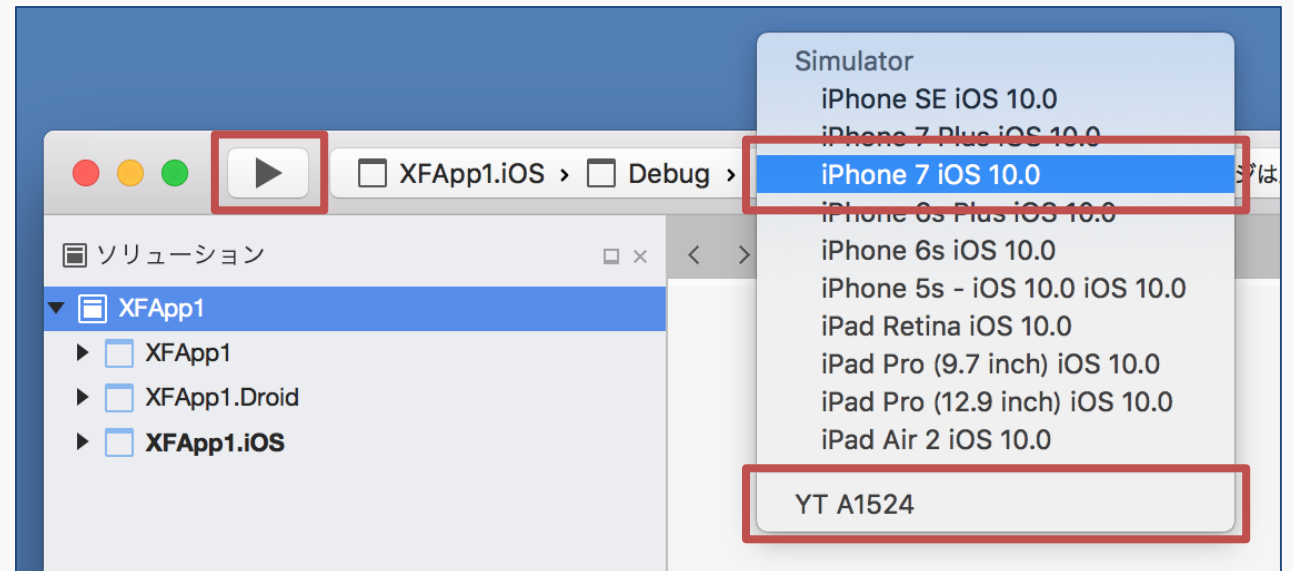 Simulator
iPhone SE iOS 10.0
iPhone 7 Plus iOS 10.0
XFApp1.iOS › Debug ›
iPhone 7 iOS 10.0
ジは
iPhone 6s Plus iOS 10.0
ソリューション
iPhone 6s iOS 10.0
iPhone 5s - iOS 10.0 iOS 10.0
XFApp1
iPad Retina iOS 10.0
XFApp1
iPad Pro (9.7 inch) iOS 10.0
XFApp1.Droid
iPad Pro (12.9 inch) iOS 10.0
XFApp1.iOS
iPad Air 2 iOS 10.0
YT A1524